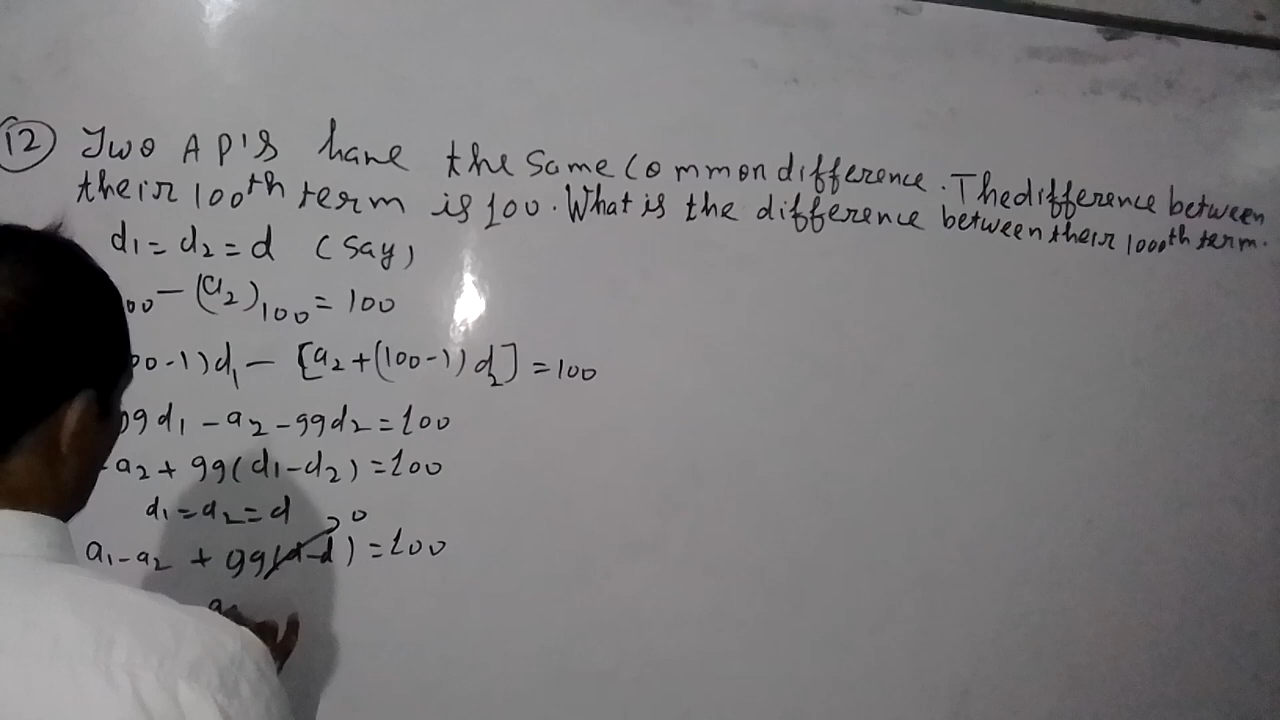 12 Two AP's have the Same Common difference. The difference between
their 100th term is 100. What is the difference between their 1000th term.
d1 = d2 = d (Say)
00 - (a2)100 = 100
00-1)d1 - [a2 + (100-1)d2] = 100
99d1 - a2 - 99d2 = 100
- a2 + 99(d1 - d2) = 100
d1 = d2 = d
a1 - a2 + 99(d-d) 0 = 100
a